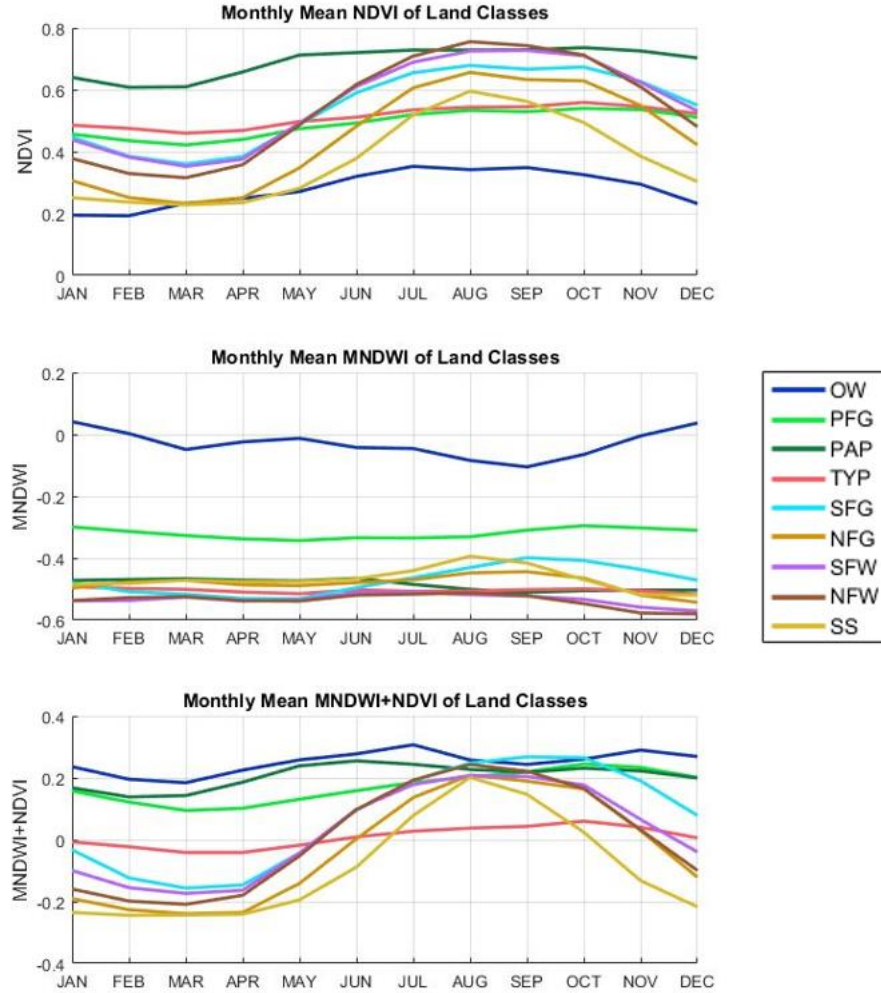 Monthly Mean NDVI of Land Classes
0.8
0.6
0.4
0.2
0
NDVI
JAN FEB MAR APR MAY JUN JUL AUG SEP OCT NOV DEC
Monthly Mean MNDWI of Land Classes
0.2
0
-0.2
-0.4
-0.6
MNDWI
JAN FEB MAR APR MAY JUN JUL AUG SEP OCT NOV DEC
OW
PFG
PAP
TYP
SFG
NFG
SFW
NFW
SS
Monthly Mean MNDWI+NDVI of Land Classes
0.4
0.2
0
-0.2
-0.4
MNDWI+NDVI
JAN FEB MAR APR MAY JUN JUL AUG SEP OCT NOV DEC